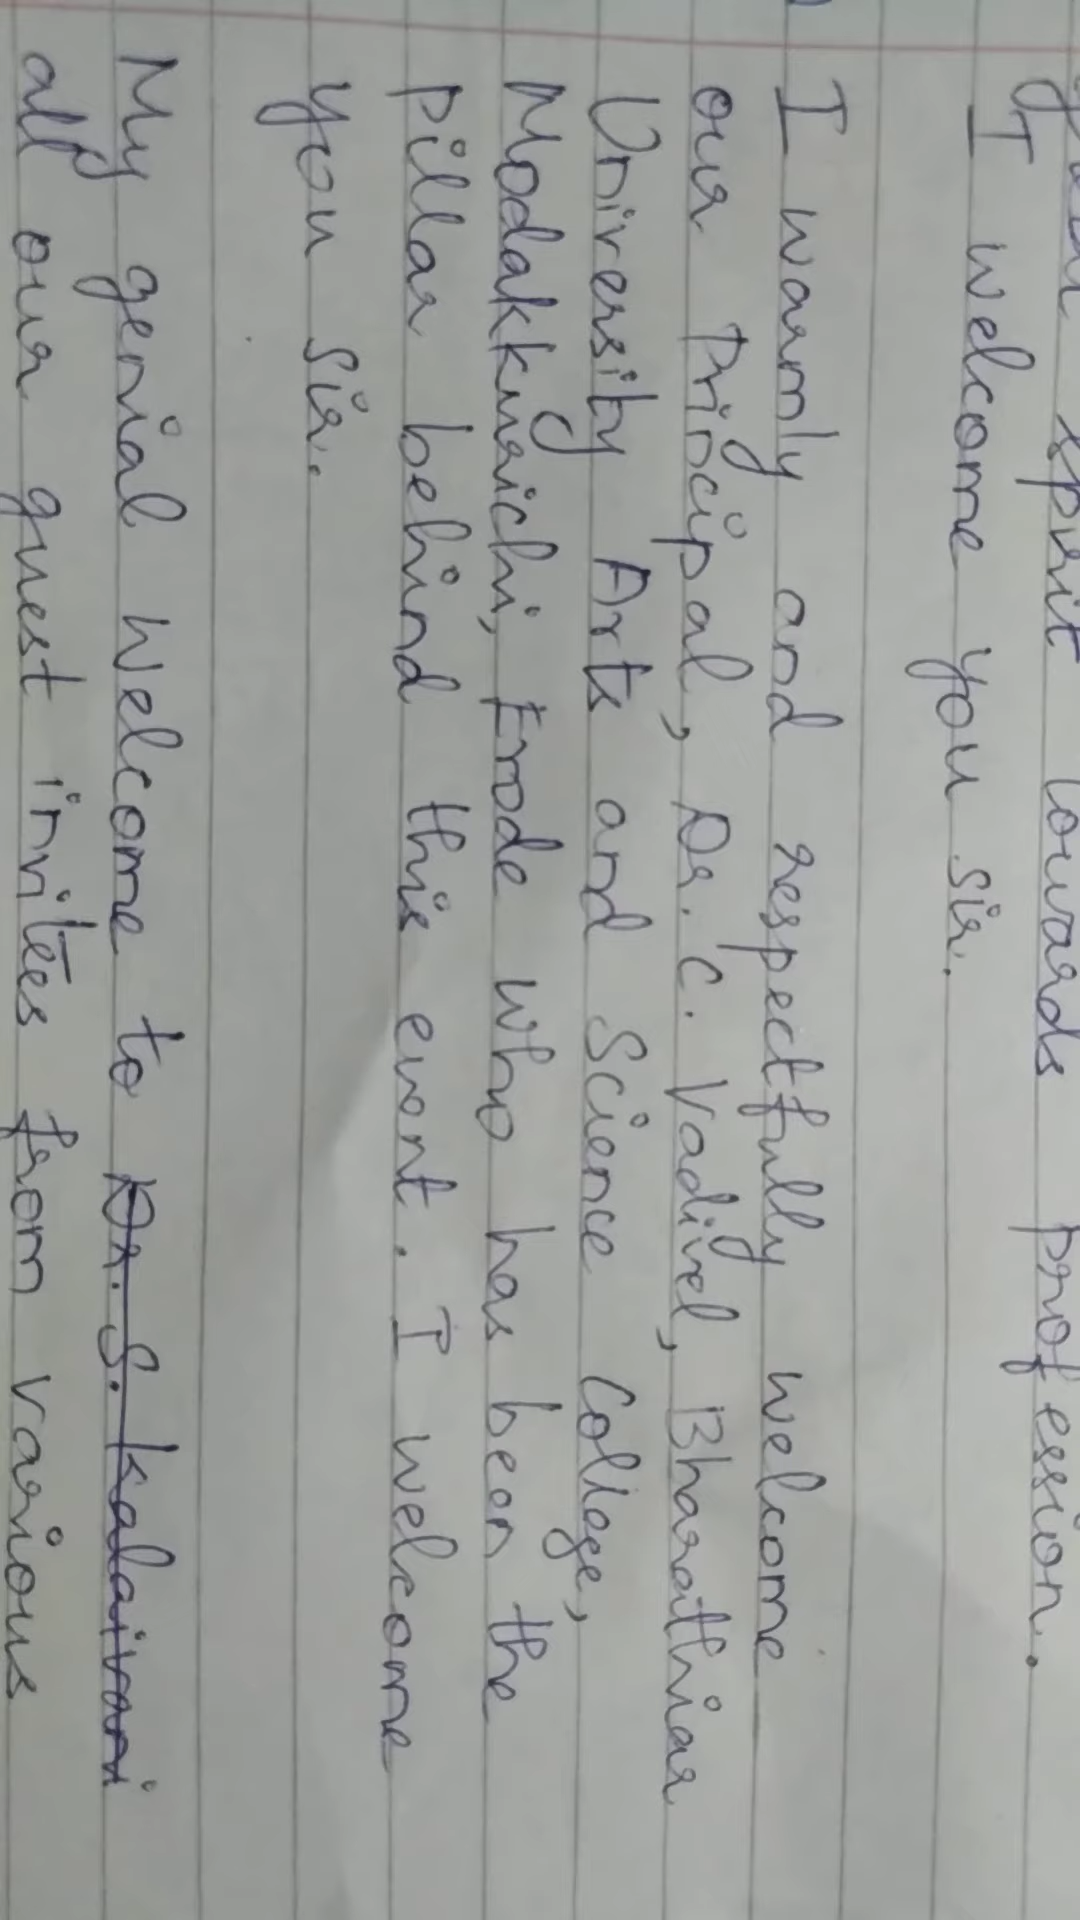 spirit towards profession.
I welcome you sir.
I warmly and respectfully welcome
our Principal, Dr. C. Vadivel, Bharathiar
University Arts and Science College,
Modakkurichi, Erode who has been the
pillar behind this event. I welcome
you sir.
My genial welcome to Dr. S. Kalaivani
all our guest invites from various